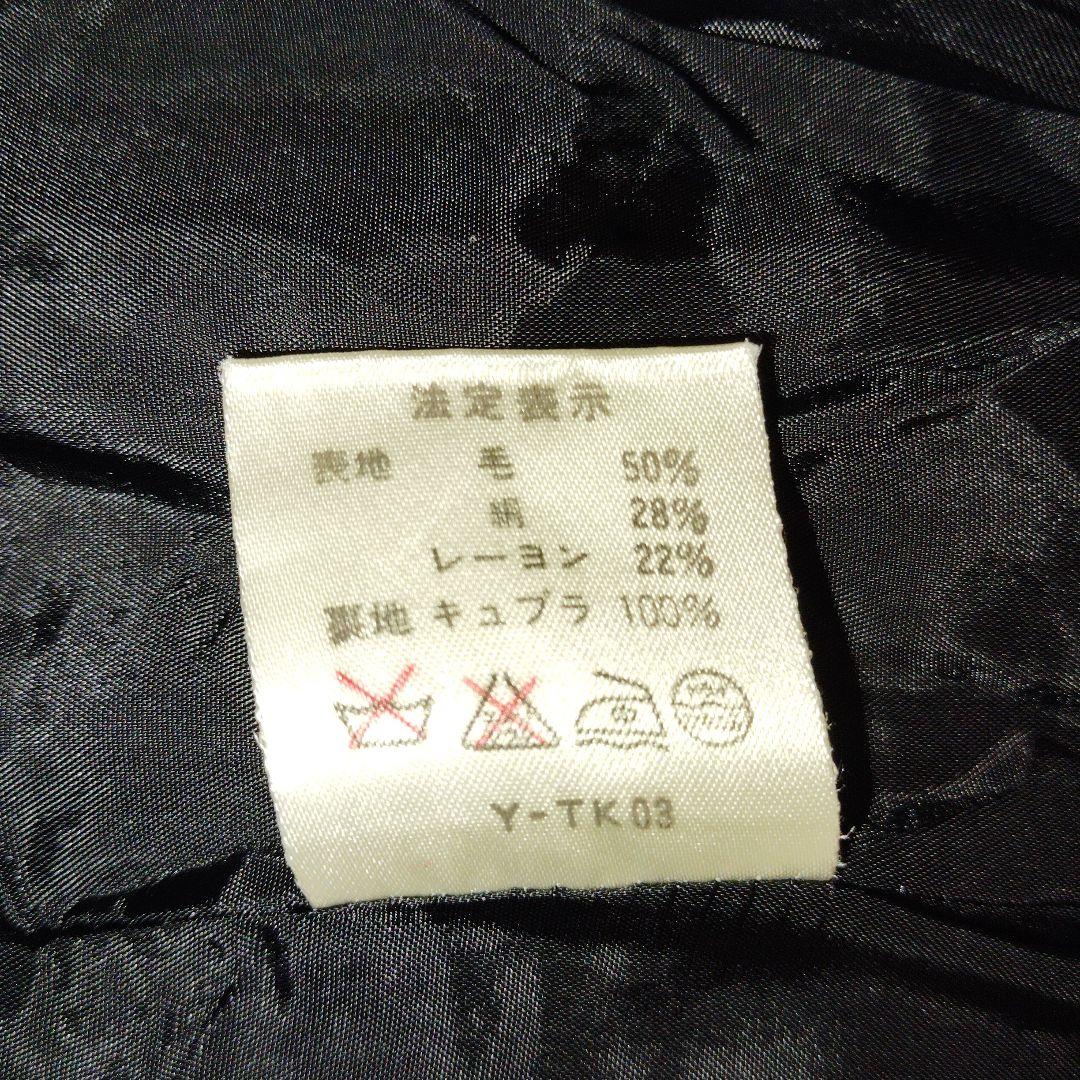 法定表示
表地 毛 50%
28%
レーヨン 22%
裏地 キュプラ 100%
Y-TK03